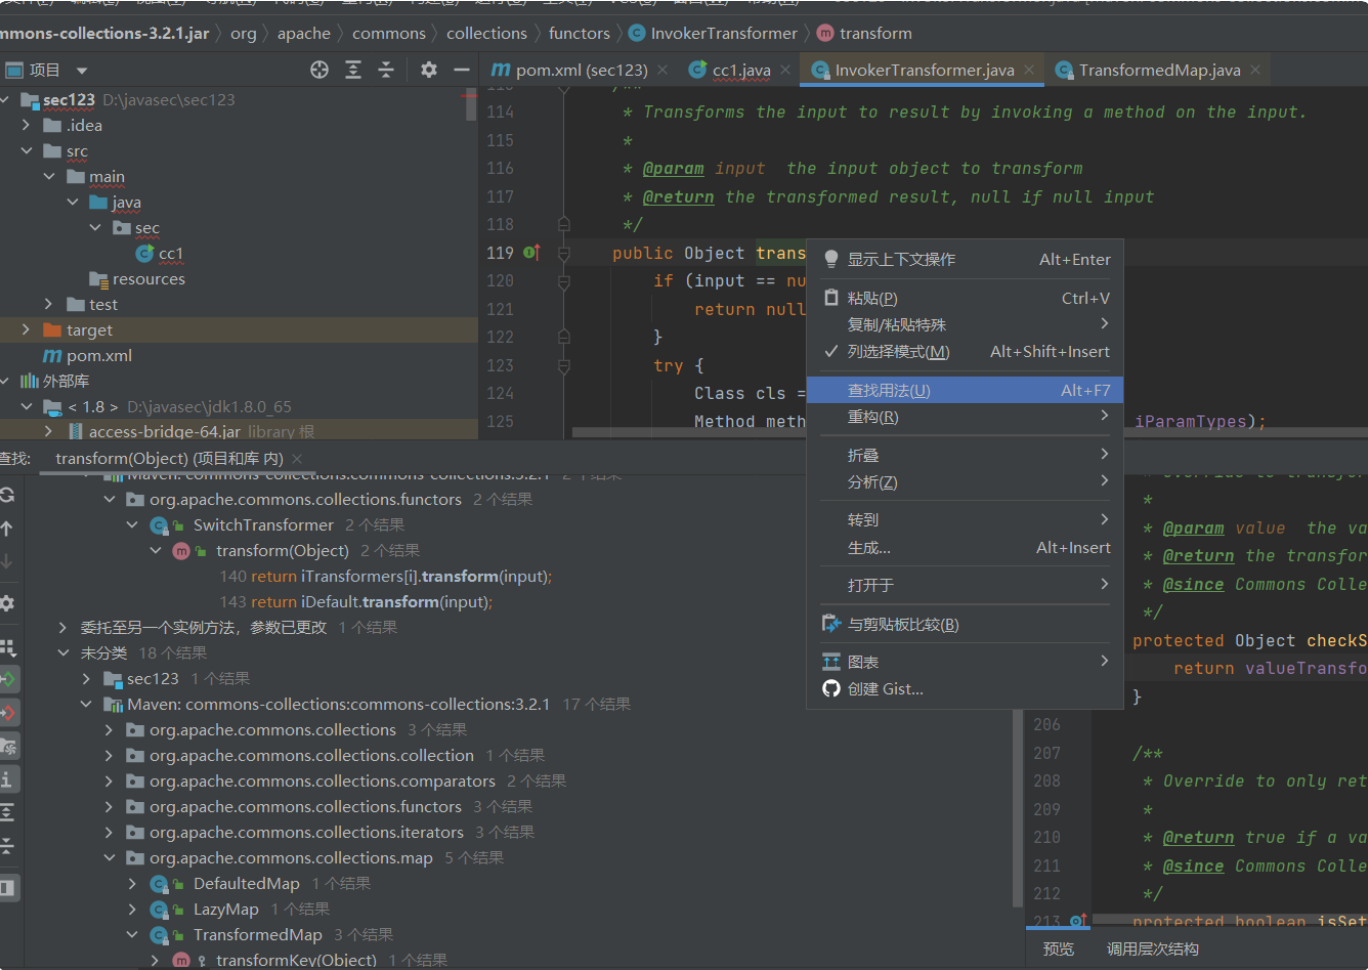 mmons-collections-3.2.1.jar org apache commons collections functors InvokerTransformer transform
项目
pom.xml (sec123) cc1.java InvokerTransformer.java TransformedMap.java
sec123 D:\javasec\sec123
.idea
src
main
java
sec
cc1
resources
test
target
pom.xml
外部库
< 1.8 > D:\javasec\jdk1.8.0_65
access-bridge-64.jar library 根
114 * Transforms the input to result by invoking a method on the input.
115 *
116 * @param input the input object to transform
117 * @return the transformed result, null if null input
118 */
119 public Object trans
120 if (input == nu
121 return null
122 }
123 try {
124 Class cls =
125 Method meth iParamTypes);
显示上下文操作 Alt+Enter
粘贴(P) Ctrl+V
复制/粘贴特殊
列选择模式(M) Alt+Shift+Insert
查找用法(U) Alt+F7
重构(R)
折叠
分析(Z)
转到
生成... Alt+Insert
打开于
与剪贴板比较(B)
图表
创建 Gist...
查找: transform(Object) (项目和库 内)
Maven: commons-collections:commons-collections:3.2.1 2 个结果
org.apache.commons.collections.functors 2 个结果
SwitchTransformer 2 个结果
transform(Object) 2 个结果
140 return iTransformers[i].transform(input);
143 return iDefault.transform(input);
委托至另一个实例方法，参数已更改 1 个结果
未分类 18 个结果
sec123 1 个结果
Maven: commons-collections:commons-collections:3.2.1 17 个结果
org.apache.commons.collections 3 个结果
org.apache.commons.collections.collection 1 个结果
org.apache.commons.collections.comparators 2 个结果
org.apache.commons.collections.functors 3 个结果
org.apache.commons.collections.iterators 3 个结果
org.apache.commons.collections.map 5 个结果
DefaultedMap 1 个结果
LazyMap 1 个结果
TransformedMap 3 个结果
transformKey(Object) 1 个结果
*
* @param value the va
* @return the transfor
* @since Commons Colle
*/
protected Object checkS
return valueTransfo
}
206
207 /**
208 * Override to only ret
209 *
210 * @return true if a va
211 * @since Commons Colle
212 */
213 protected boolean isSet
预览 调用层次结构